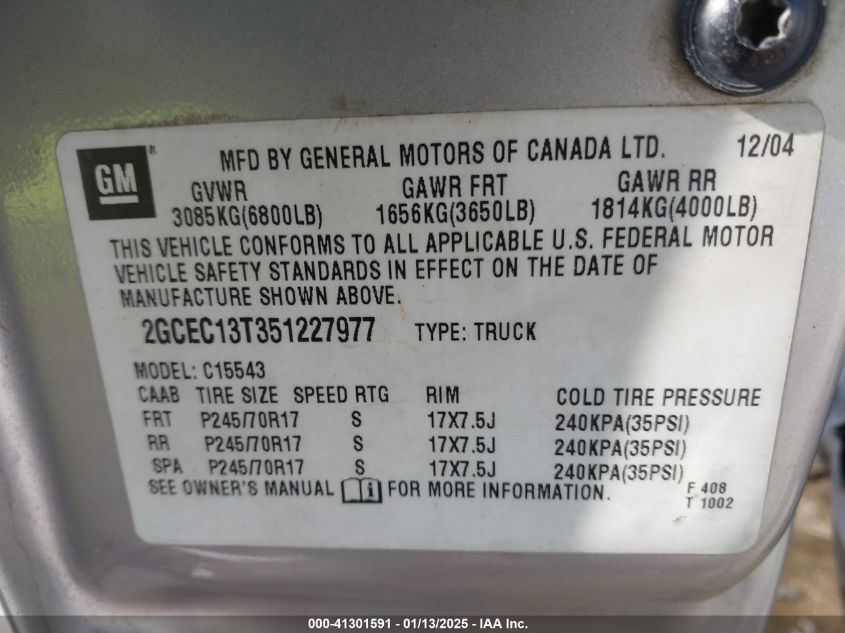 GM ® MFD BY GENERAL MOTORS OF CANADA LTD. 12/04
GVWR GAWR FRT GAWR RR
3085KG(6800LB) 1656KG(3650LB) 1814KG(4000LB)
THIS VEHICLE CONFORMS TO ALL APPLICABLE U.S. FEDERAL MOTOR
VEHICLE SAFETY STANDARDS IN EFFECT ON THE DATE OF
MANUFACTURE SHOWN ABOVE.
2GCEC13T351227977 TYPE: TRUCK
MODEL: C15543
CAAB TIRE SIZE SPEED RTG RIM COLD TIRE PRESSURE
FRT P245/70R17 S 17X7.5J 240KPA(35PSI)
RR P245/70R17 S 17X7.5J 240KPA(35PSI)
SPA P245/70R17 S 17X7.5J 240KPA(35PSI)
SEE OWNER'S MANUAL i FOR MORE INFORMATION.
F 408
T 1002
000-41301591 - 01/13/2025 - IAA Inc.